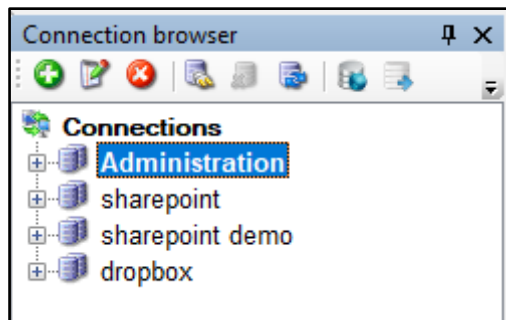 Connection browser
Connections
Administration
sharepoint
sharepoint demo
dropbox